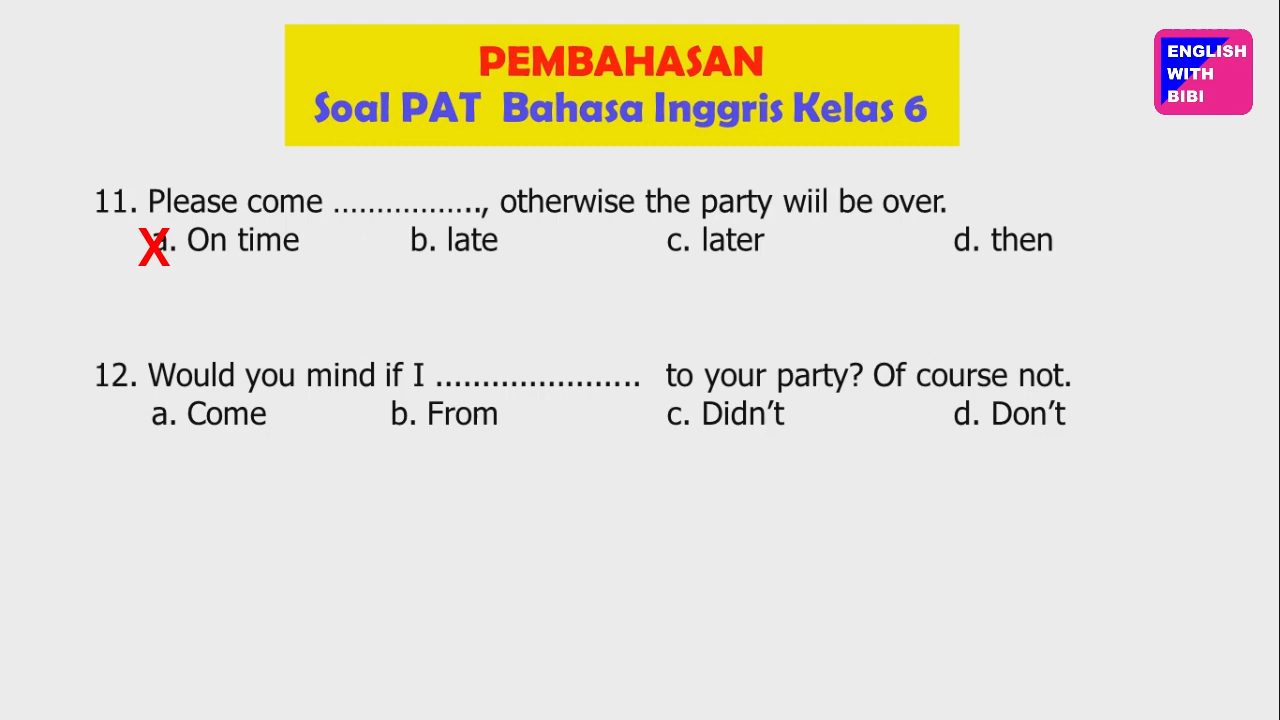 PEMBAHASAN
Soal PAT Bahasa Inggris Kelas 6
ENGLISH
WITH
BIBI
11. Please come ................., otherwise the party wiil be over.
X a. On time b. late c. later d. then
12. Would you mind if I ...................... to your party? Of course not.
a. Come b. From c. Didn’t d. Don’t